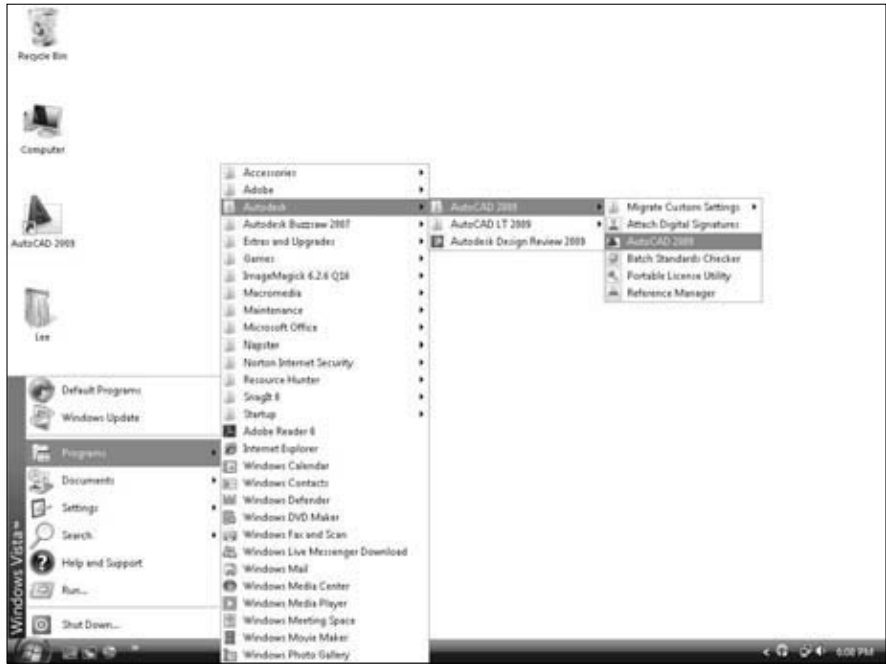 Recycle Bin
Computer
AutoCAD 2009
Lee
Default Programs
Windows Update
Programs
Documents
Settings
Search
Help and Support
Run...
Shut Down...
Windows Vista™
Accessories
Adobe
Autodesk
Autodesk Buzzsaw 2007
Extras and Upgrades
Games
ImageMagick 6.2.6 Q16
Macromedia
Maintenance
Microsoft Office
Napster
Norton Internet Security
Resource Hunter
SnagIt 8
Startup
Adobe Reader 8
Internet Explorer
Windows Calendar
Windows Contacts
Windows Defender
Windows DVD Maker
Windows Fax and Scan
Windows Live Messenger Download
Windows Mail
Windows Media Center
Windows Media Player
Windows Meeting Space
Windows Movie Maker
Windows Photo Gallery
AutoCAD 2009
AutoCAD LT 2009
Autodesk Design Review 2009
Migrate Custom Settings
Attach Digital Signatures
AutoCAD 2009
Batch Standards Checker
Portable License Utility
Reference Manager
6:08 PM